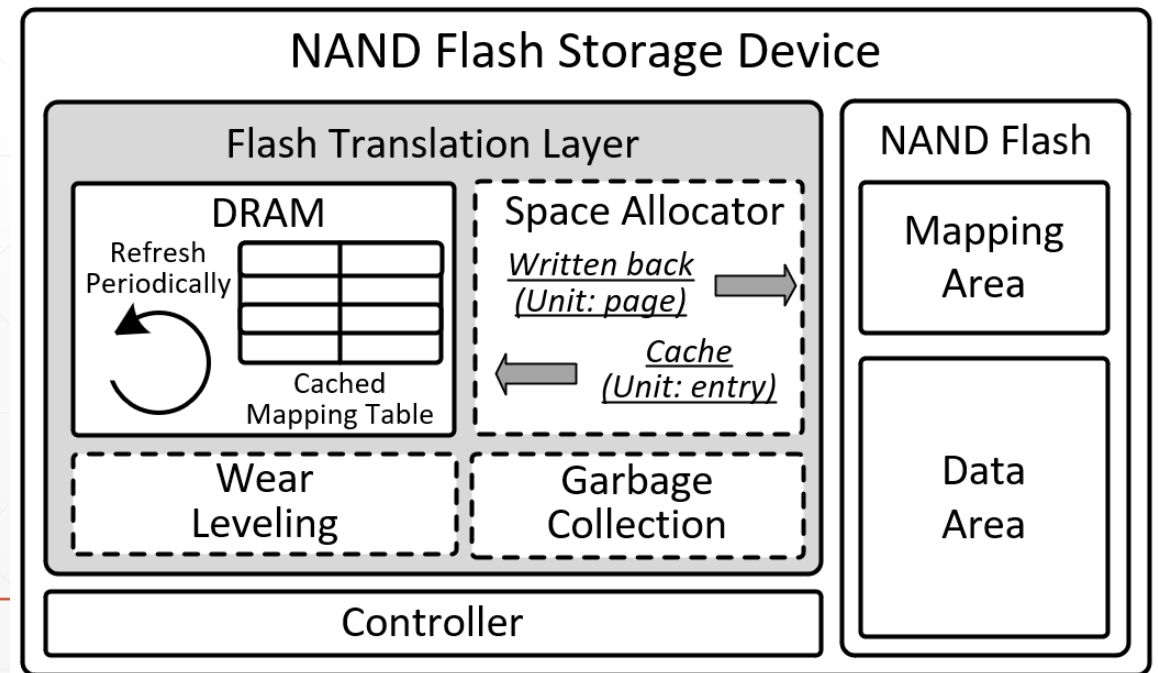 NAND Flash Storage Device
Flash Translation Layer
DRAM
Refresh
Periodically
Cached
Mapping Table
Space Allocator
Written back
(Unit: page)
Cache
(Unit: entry)
Wear
Leveling
Garbage
Collection
Controller
NAND Flash
Mapping
Area
Data
Area